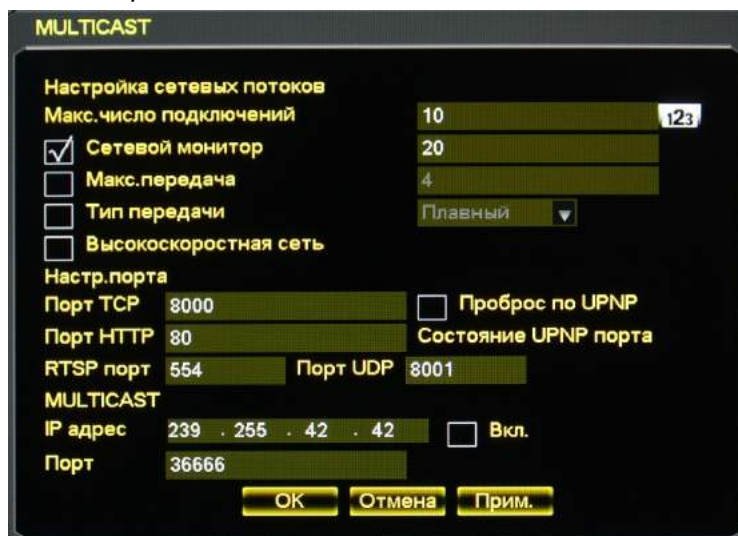 MULTICAST
Настройка сетевых потоков
Макс.число подключений 10 123
Сетевой монитор 20
Макс.передача 4
Тип передачи Плавный
Высокоскоростная сеть
Настр.порта
Порт TCP 8000 Проброс по UPNP
Порт HTTP 80 Состояние UPNP порта
RTSP порт 554 Порт UDP 8001
MULTICAST
IP адрес 239 . 255 . 42 . 42 Вкл.
Порт 36666
ОК Отмена Прим.